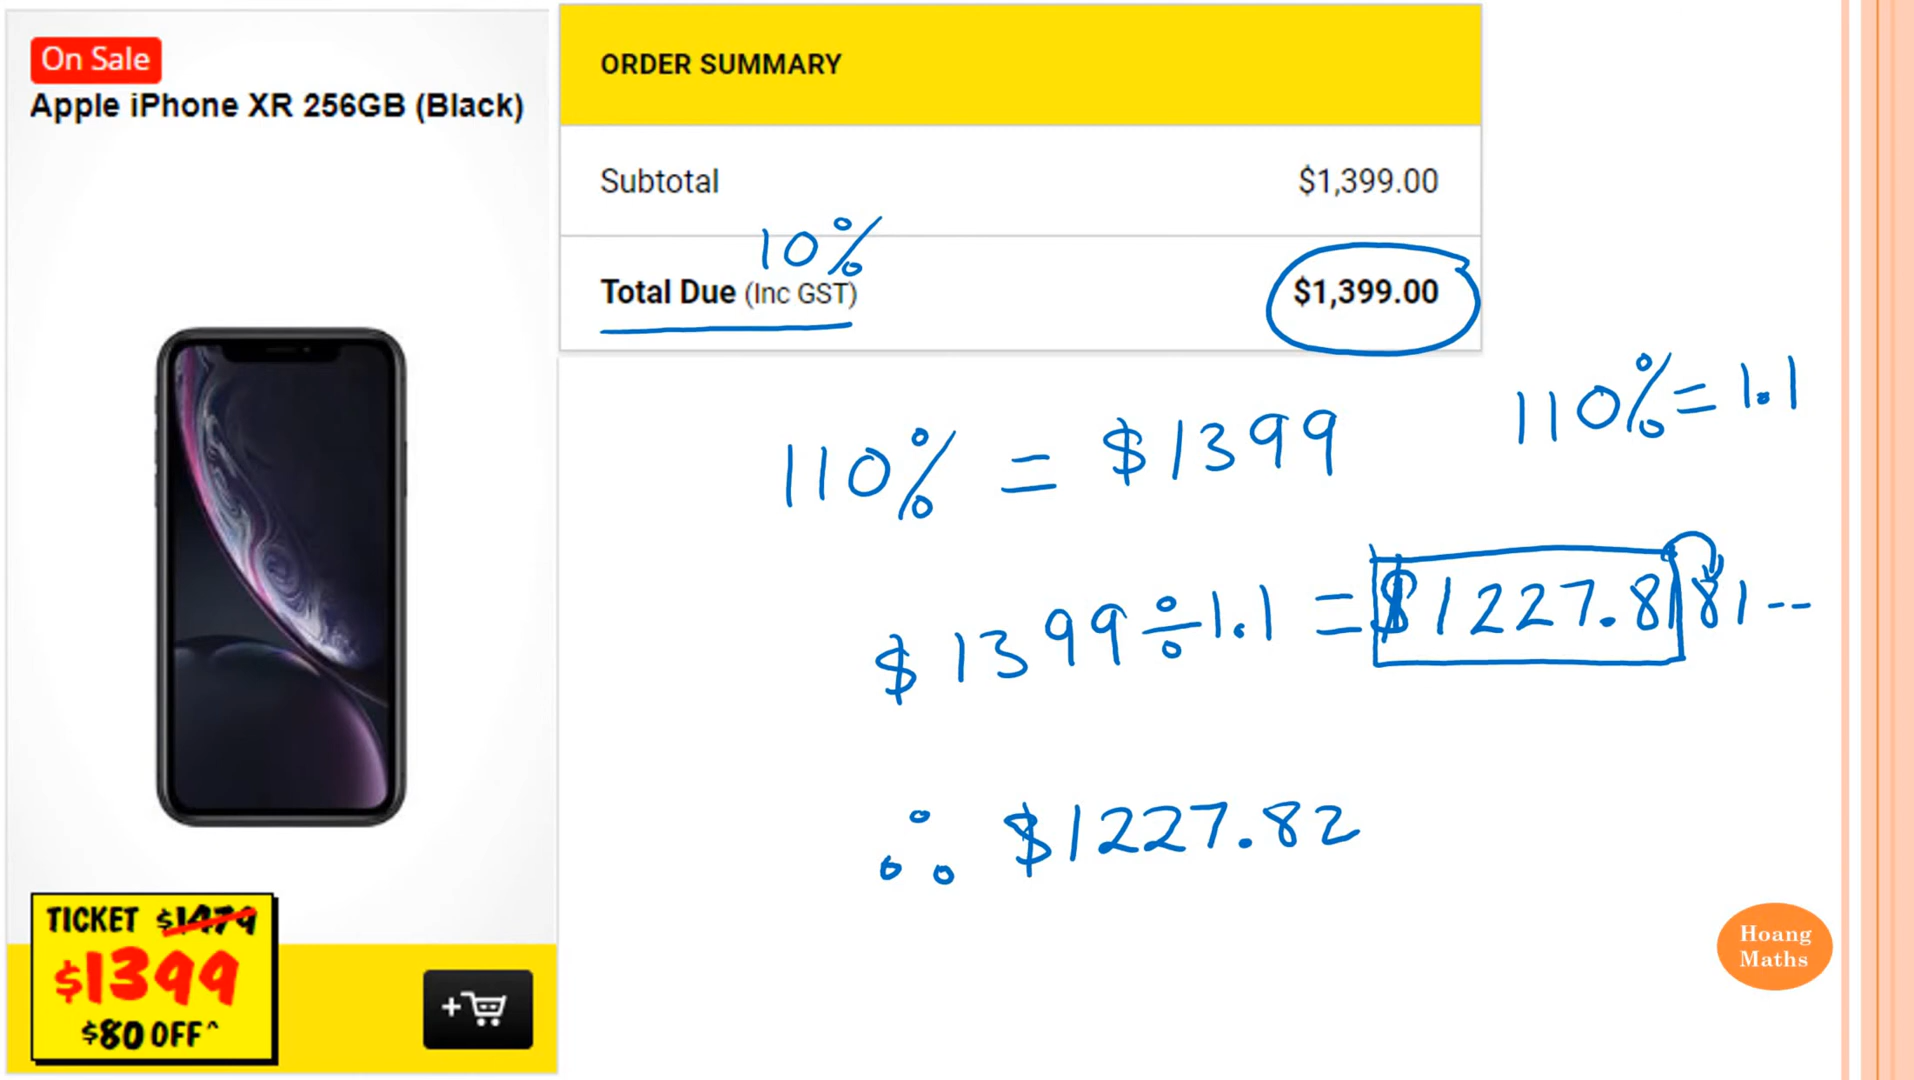 On Sale
Apple iPhone XR 256GB (Black)
TICKET $1479
$1399
$80 OFF^
ORDER SUMMARY
Subtotal $1,399.00
10%
Total Due (Inc GST) $1,399.00
110% = 1.1
110% = $1399
$1399 ÷ 1.1 = $1227.8181--
∴ $1227.82
Hoang
Maths